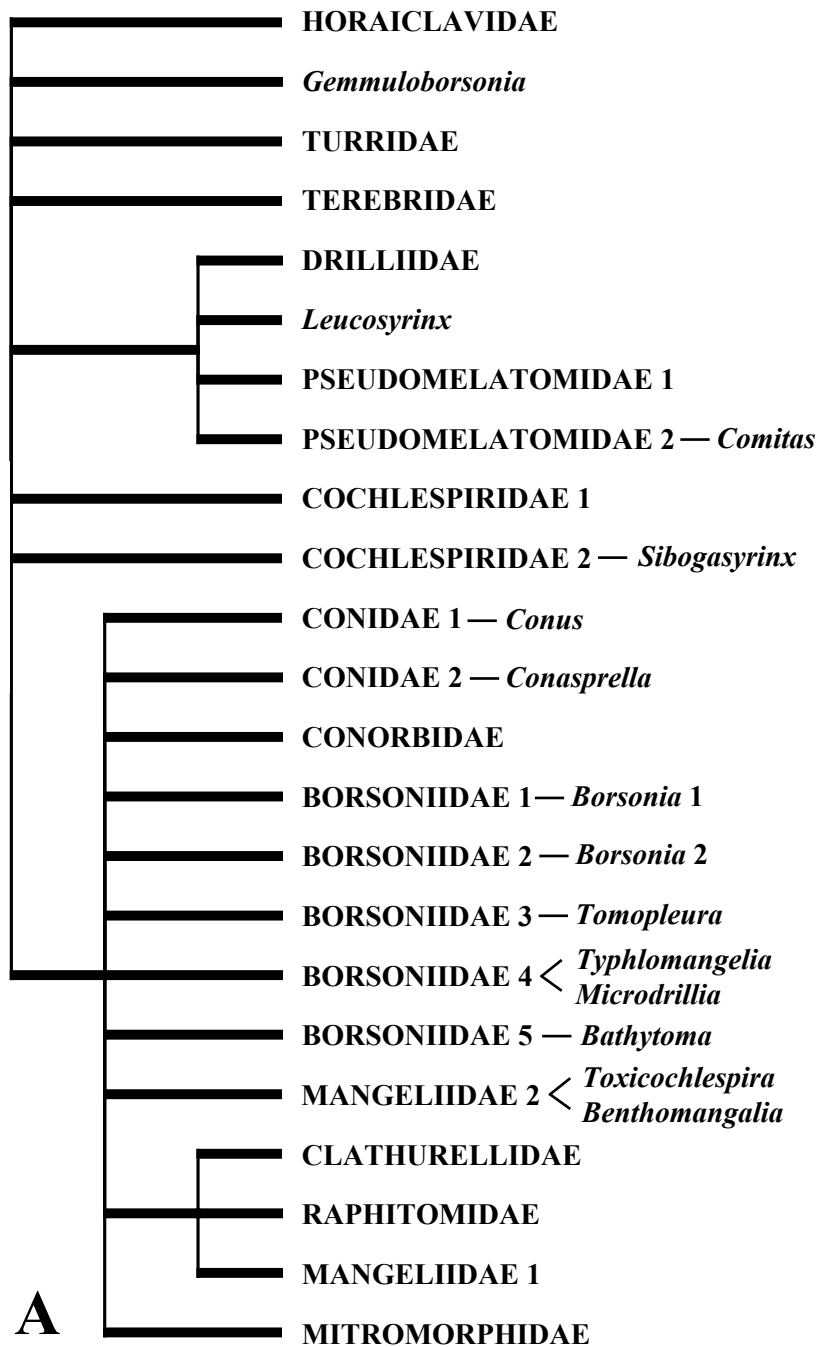 HORAICLAVIDAE
Gemmuloborsonia
TURRIDAE
TEREBRIDAE
DRILLIIDAE
Leucosyrinx
PSEUDOMELATOMIDAE 1
PSEUDOMELATOMIDAE 2 — Comitas
COCHLESPIRIDAE 1
COCHLESPIRIDAE 2 — Sibogasyrinx
CONIDAE 1 — Conus
CONIDAE 2 — Conasprella
CONORBIDAE
BORSONIIDAE 1 — Borsonia 1
BORSONIIDAE 2 — Borsonia 2
BORSONIIDAE 3 — Tomopleura
BORSONIIDAE 4 < Typhlomangelia
Microdrillia
BORSONIIDAE 5 — Bathytoma
MANGELIIDAE 2 < Toxicochlespira
Benthomangalia
CLATHURELLIDAE
RAPHITOMIDAE
MANGELIIDAE 1
MITROMORPHIDAE
A